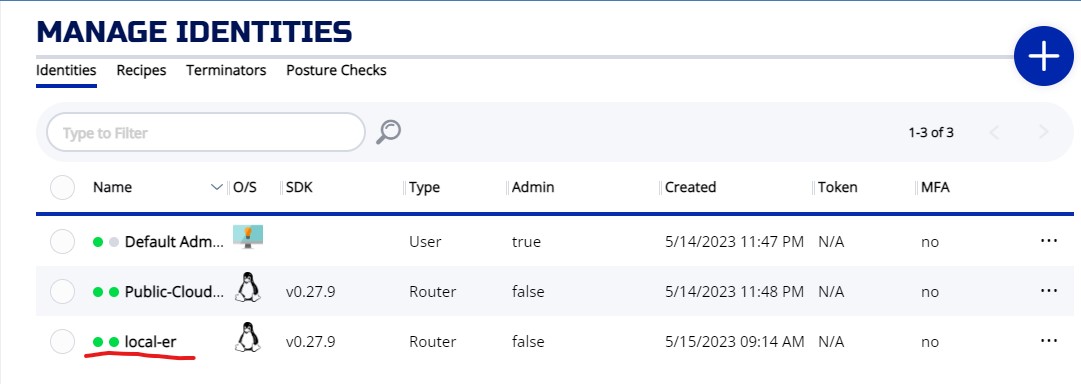 MANAGE IDENTITIES
Identities Recipes Terminators Posture Checks
Type to Filter
1-3 of 3
Name O/S SDK Type Admin Created Token MFA
Default Adm... User true 5/14/2023 11:47 PM N/A no ...
Public-Cloud... v0.27.9 Router false 5/14/2023 11:48 PM N/A no ...
local-er v0.27.9 Router false 5/15/2023 09:14 AM N/A no ...